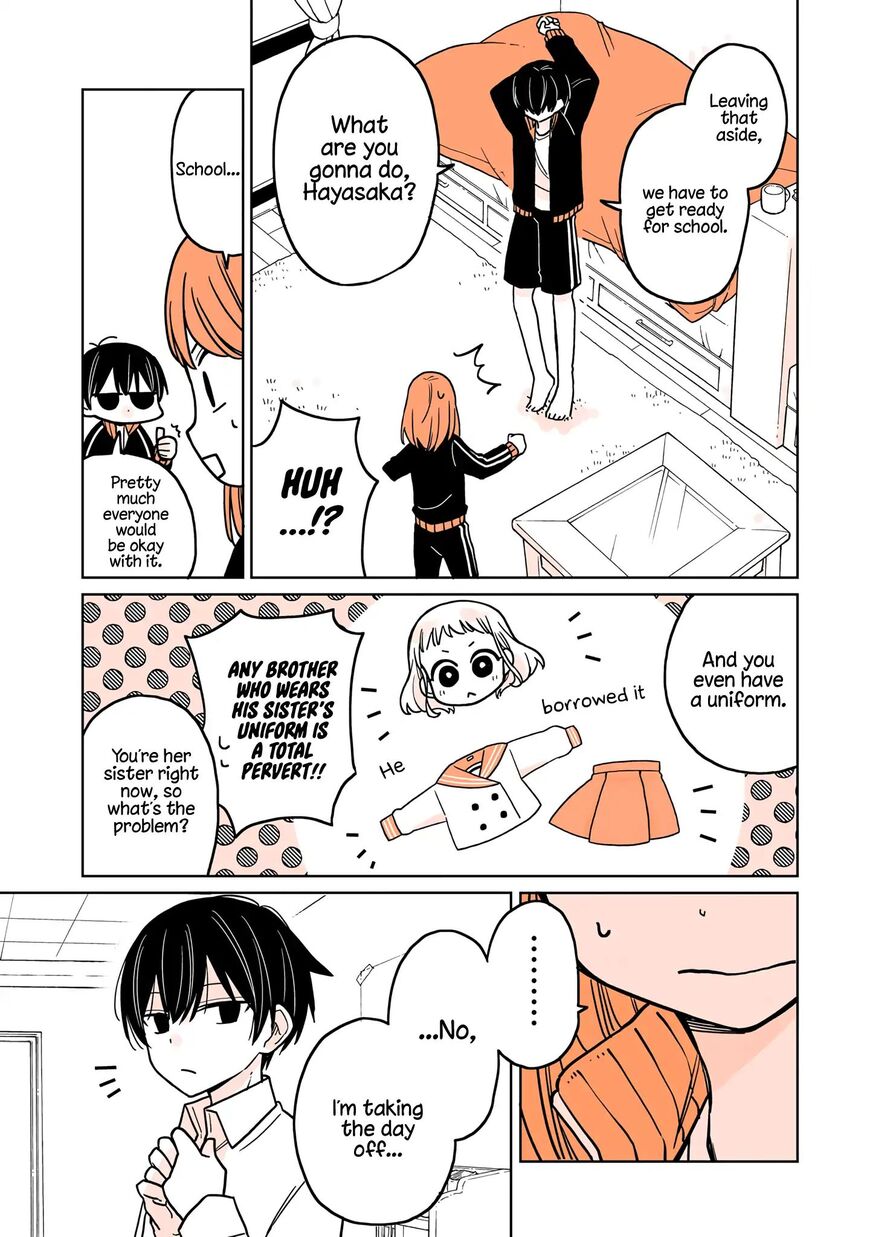 Leaving
that
aside,
we have to
get ready
for school.
What
are you
gonna do,
Hayasaka?
HUH
...!?
School...
Pretty
much
everyone
would
be okay
with it.
And you
even have
a uniform.
He
borrowed it
ANY BROTHER
WHO WEARS
HIS SISTER'S
UNIFORM IS
A TOTAL
PERVERT!!
You're her
sister right
now, so
what's the
problem?
.........
...No,
I'm taking
the day
off...